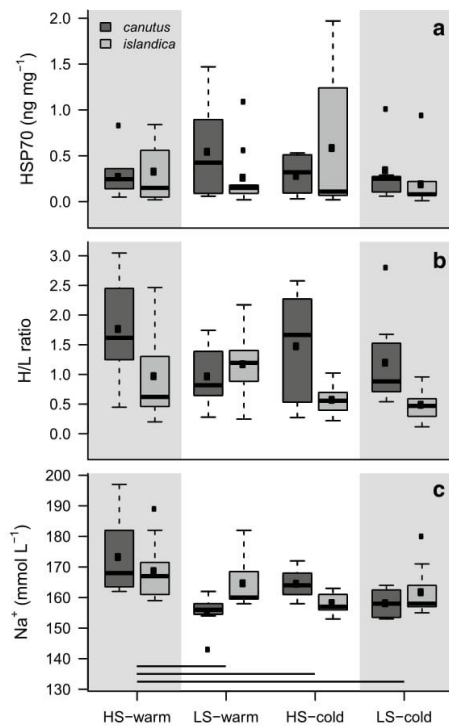 canutus
islandica
a
HSP70 (ng mg⁻¹)
2.0
1.5
1.0
0.5
0.0
b
H/L ratio
3.0
2.5
2.0
1.5
1.0
0.5
0.0
c
Na⁺ (mmol L⁻¹)
200
190
180
170
160
150
140
130
HS−warm LS−warm HS−cold LS−cold